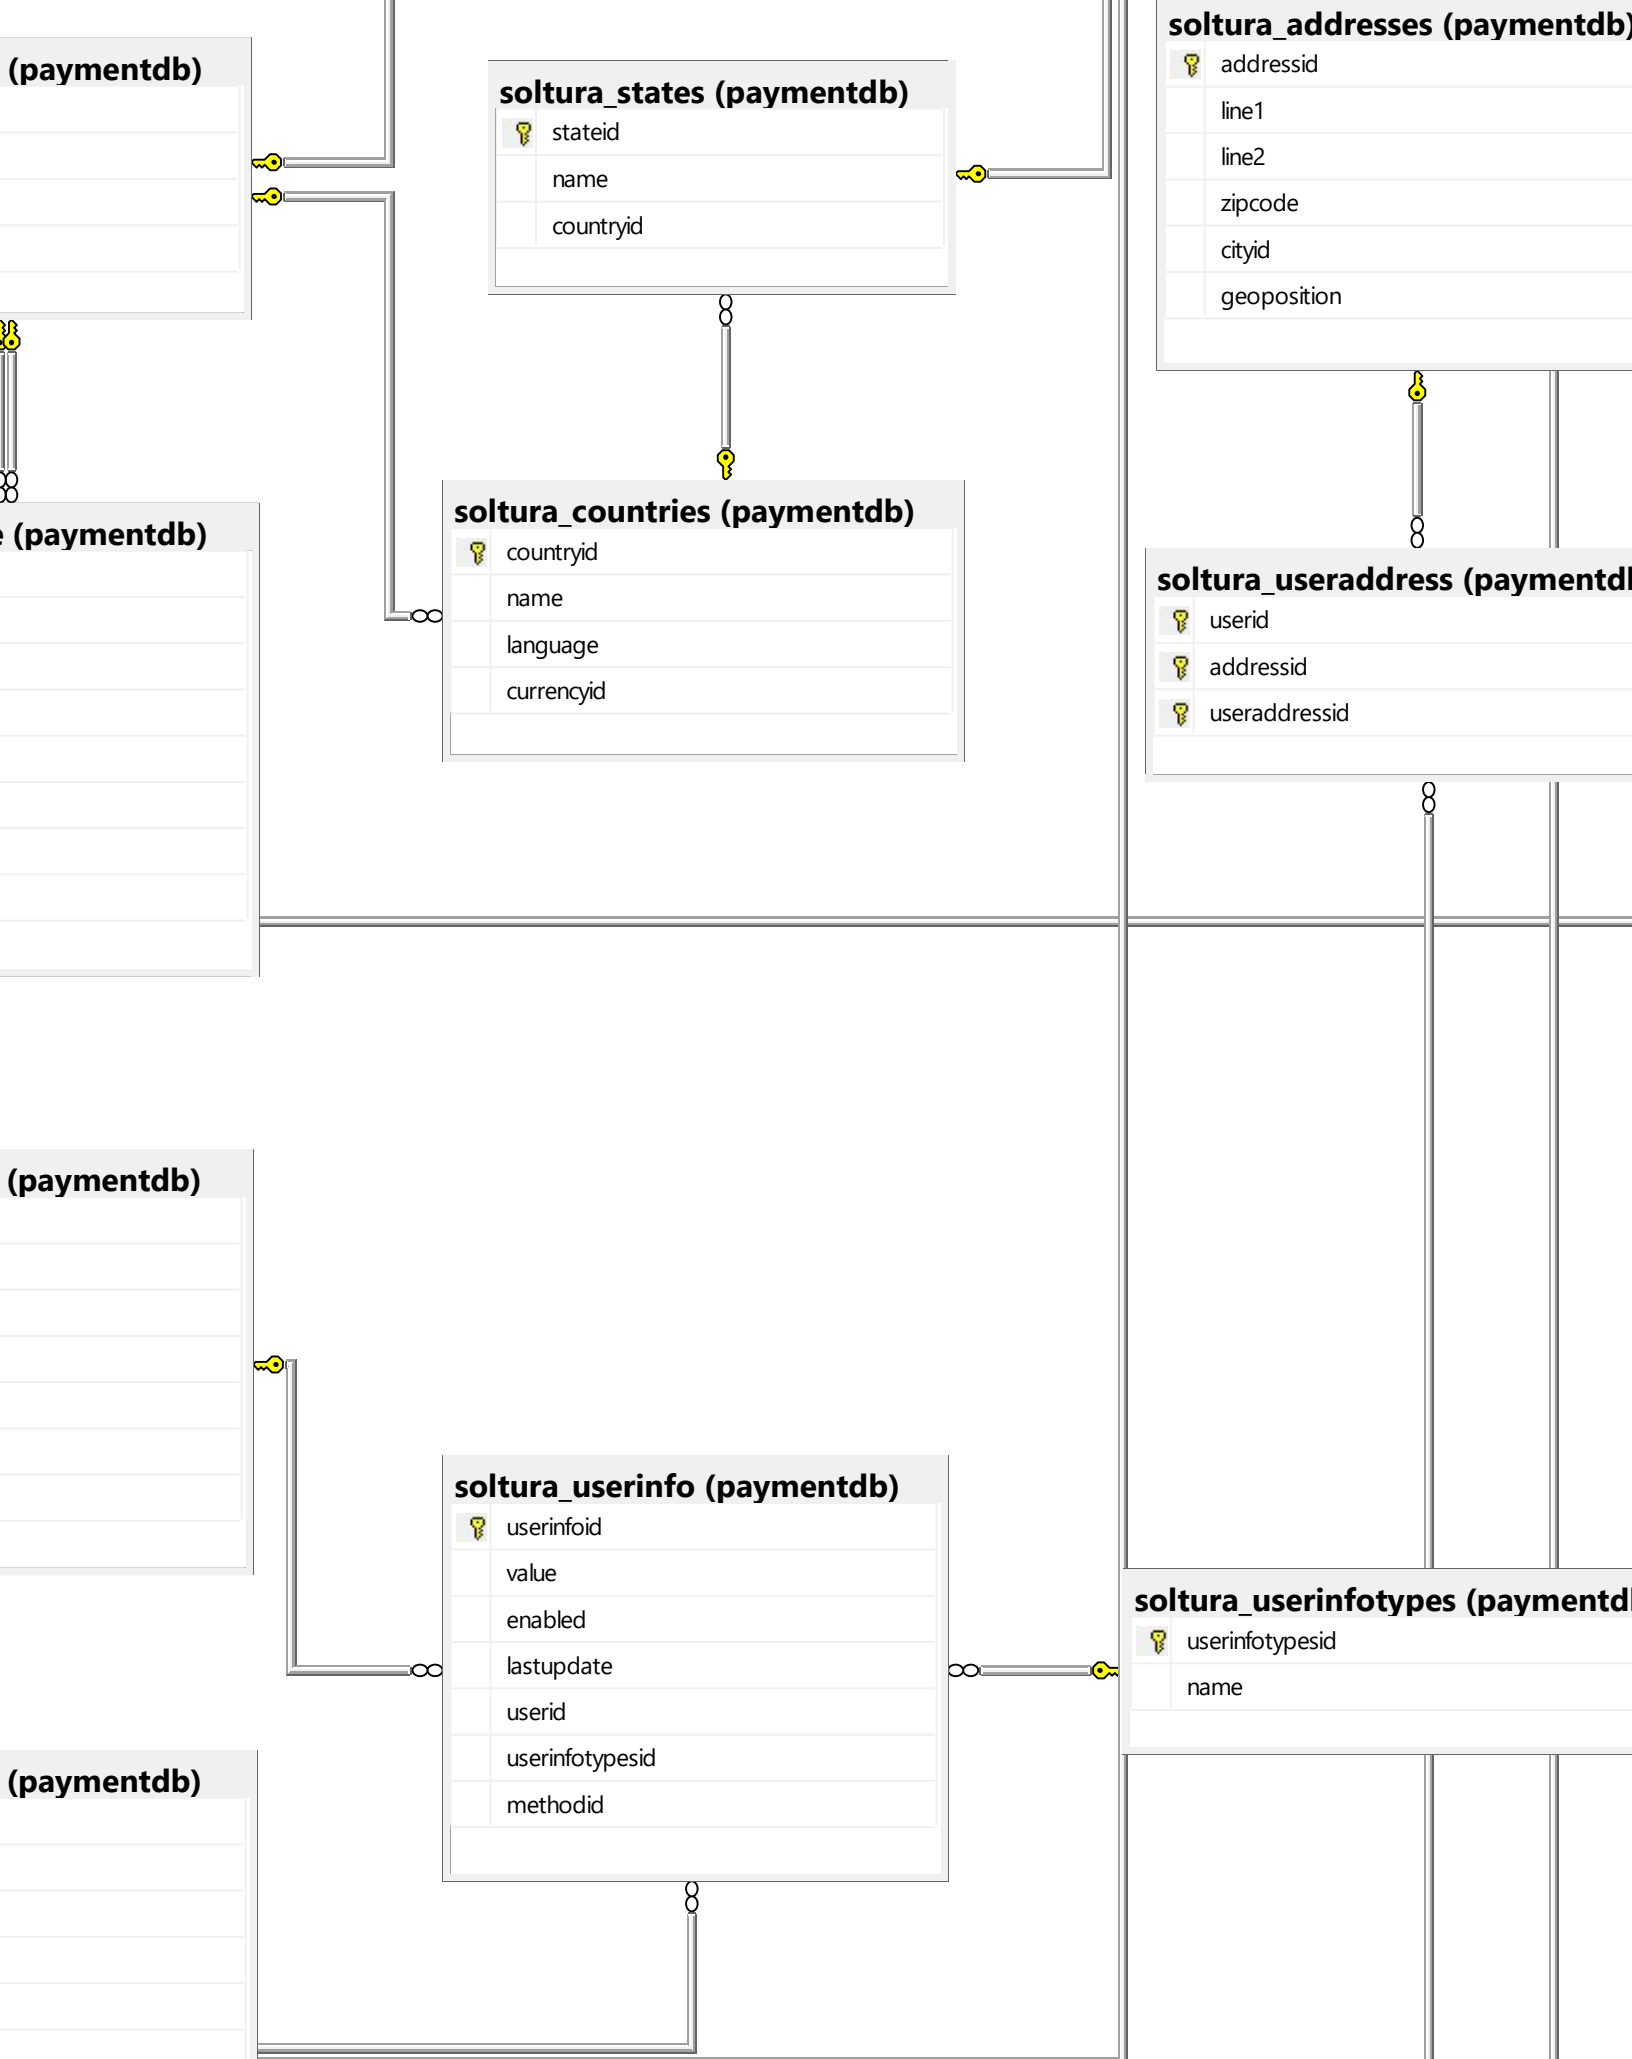 (paymentdb)
soltura_states (paymentdb)
stateid
name
countryid
soltura_addresses (paymentdb)
addressid
line1
line2
zipcode
cityid
geoposition
(paymentdb)
soltura_countries (paymentdb)
countryid
name
language
currencyid
soltura_useraddress (paymentd
userid
addressid
useraddressid
(paymentdb)
soltura_userinfo (paymentdb)
userinfoid
value
enabled
lastupdate
userid
userinfotypesid
methodid
soltura_userinfotypes (paymentd
userinfotypesid
name
(paymentdb)